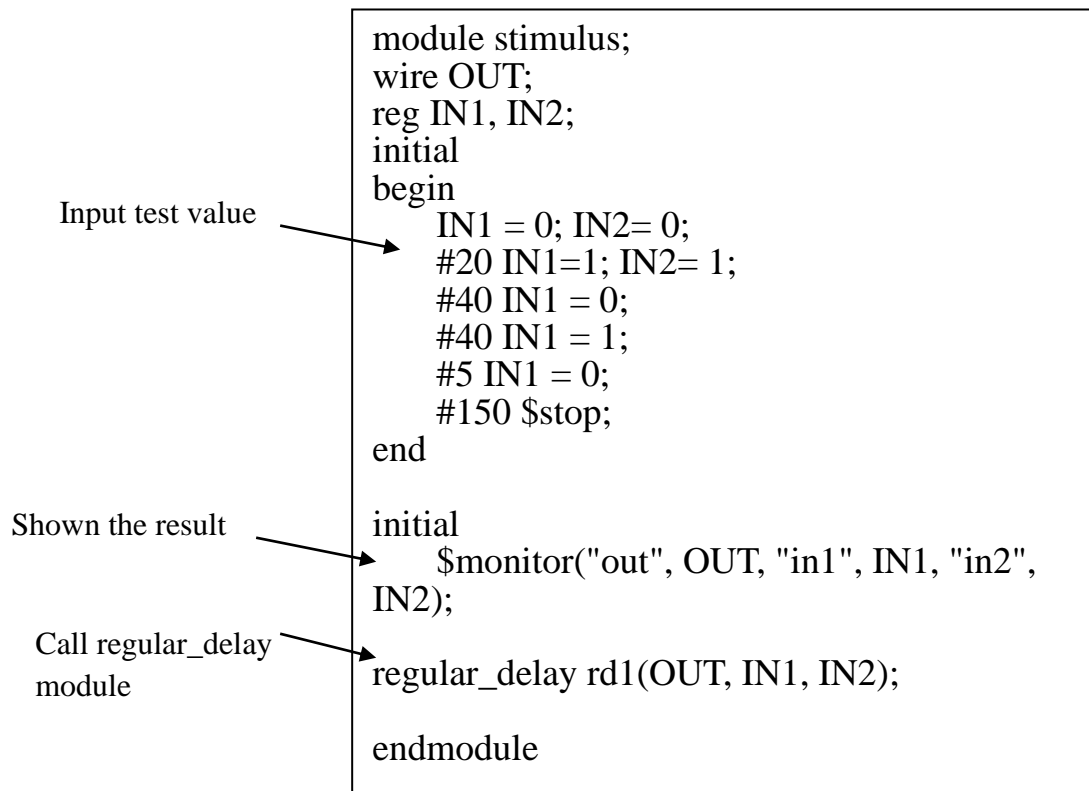 module stimulus;
wire OUT;
reg IN1, IN2;
initial
begin
Input test value
IN1 = 0; IN2= 0;
#20 IN1=1; IN2= 1;
#40 IN1 = 0;
#40 IN1 = 1;
#5 IN1 = 0;
#150 $stop;
end
initial
Shown the result
$monitor("out", OUT, "in1", IN1, "in2",
IN2);
Call regular_delay
module
regular_delay rd1(OUT, IN1, IN2);
endmodule